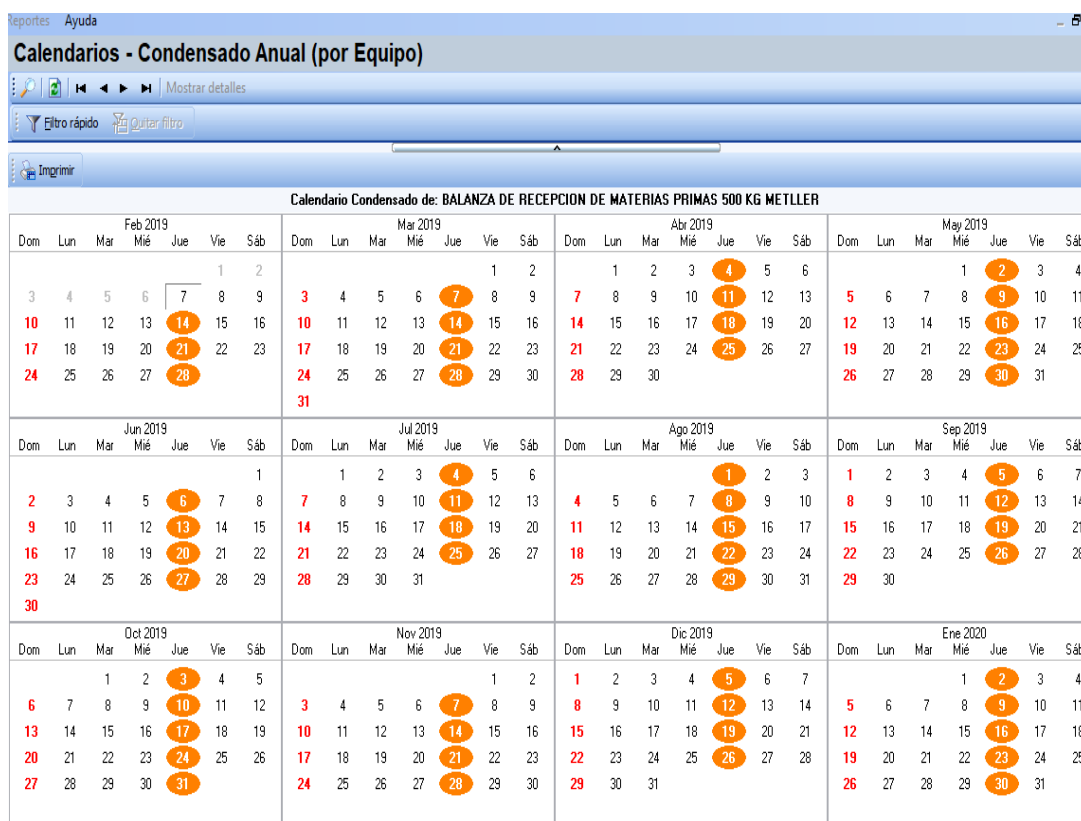 Reportes Ayuda
Calendarios - Condensado Anual (por Equipo)
Mostrar detalles
Filtro rápido Quitar filtro
Imprimir
Calendario Condensado de: BALANZA DE RECEPCION DE MATERIAS PRIMAS 500 KG METLLER
Feb 2019
Dom Lun Mar Mié Jue Vie Sáb
1 2
3 4 5 6 7 8 9
10 11 12 13 14 15 16
17 18 19 20 21 22 23
24 25 26 27 28
Mar 2019
Dom Lun Mar Mié Jue Vie Sáb
1 2
3 4 5 6 7 8 9
10 11 12 13 14 15 16
17 18 19 20 21 22 23
24 25 26 27 28 29 30
31
Abr 2019
Dom Lun Mar Mié Jue Vie Sáb
1 2 3 4 5 6
7 8 9 10 11 12 13
14 15 16 17 18 19 20
21 22 23 24 25 26 27
28 29 30
May 2019
Dom Lun Mar Mié Jue Vie Sáb
1 2 3 4
5 6 7 8 9 10 11
12 13 14 15 16 17 18
19 20 21 22 23 24 25
26 27 28 29 30 31
Jun 2019
Dom Lun Mar Mié Jue Vie Sáb
1
2 3 4 5 6 7 8
9 10 11 12 13 14 15
16 17 18 19 20 21 22
23 24 25 26 27 28 29
30
Jul 2019
Dom Lun Mar Mié Jue Vie Sáb
1 2 3 4 5 6
7 8 9 10 11 12 13
14 15 16 17 18 19 20
21 22 23 24 25 26 27
28 29 30 31
Ago 2019
Dom Lun Mar Mié Jue Vie Sáb
1 2 3
4 5 6 7 8 9 10
11 12 13 14 15 16 17
18 19 20 21 22 23 24
25 26 27 28 29 30 31
Sep 2019
Dom Lun Mar Mié Jue Vie Sáb
1 2 3 4 5 6 7
8 9 10 11 12 13 14
15 16 17 18 19 20 21
22 23 24 25 26 27 28
29 30
Oct 2019
Dom Lun Mar Mié Jue Vie Sáb
1 2 3 4 5
6 7 8 9 10 11 12
13 14 15 16 17 18 19
20 21 22 23 24 25 26
27 28 29 30 31
Nov 2019
Dom Lun Mar Mié Jue Vie Sáb
1 2
3 4 5 6 7 8 9
10 11 12 13 14 15 16
17 18 19 20 21 22 23
24 25 26 27 28 29 30
Dic 2019
Dom Lun Mar Mié Jue Vie Sáb
1 2 3 4 5 6 7
8 9 10 11 12 13 14
15 16 17 18 19 20 21
22 23 24 25 26 27 28
29 30 31
Ene 2020
Dom Lun Mar Mié Jue Vie Sáb
1 2 3 4
5 6 7 8 9 10 11
12 13 14 15 16 17 18
19 20 21 22 23 24 25
26 27 28 29 30 31